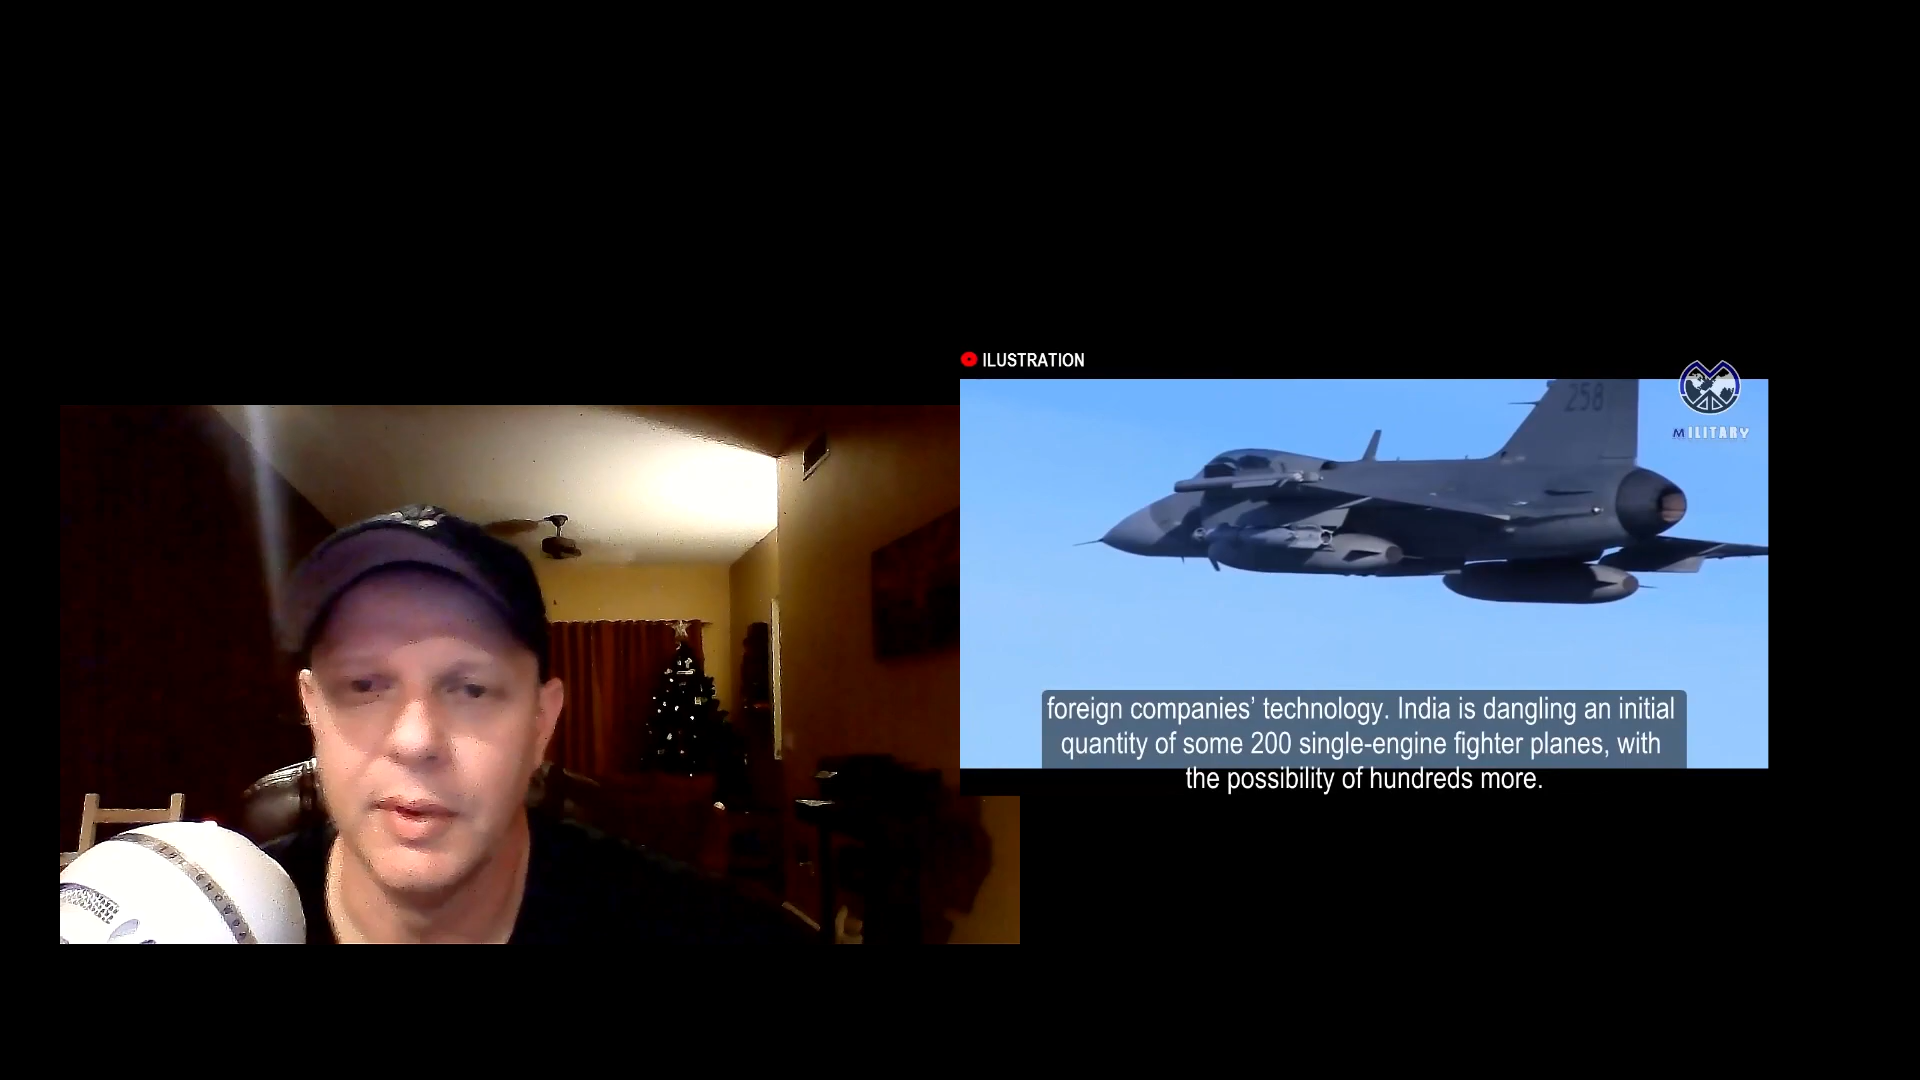 ILUSTRATION
258
MILITARY
foreign companies’ technology. India is dangling an initial
quantity of some 200 single-engine fighter planes, with
the possibility of hundreds more.